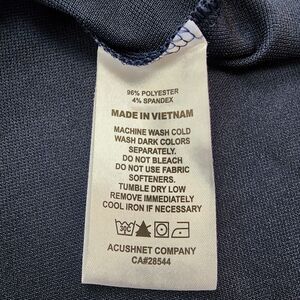 96% POLYESTER
4% SPANDEX
MADE IN VIETNAM
MACHINE WASH COLD
WASH DARK COLORS
SEPARATELY.
DO NOT BLEACH
DO NOT USE FABRIC
SOFTENERS.
TUMBLE DRY LOW
REMOVE IMMEDIATELY
COOL IRON IF NECESSARY
ACUSHNET COMPANY
CA#28544